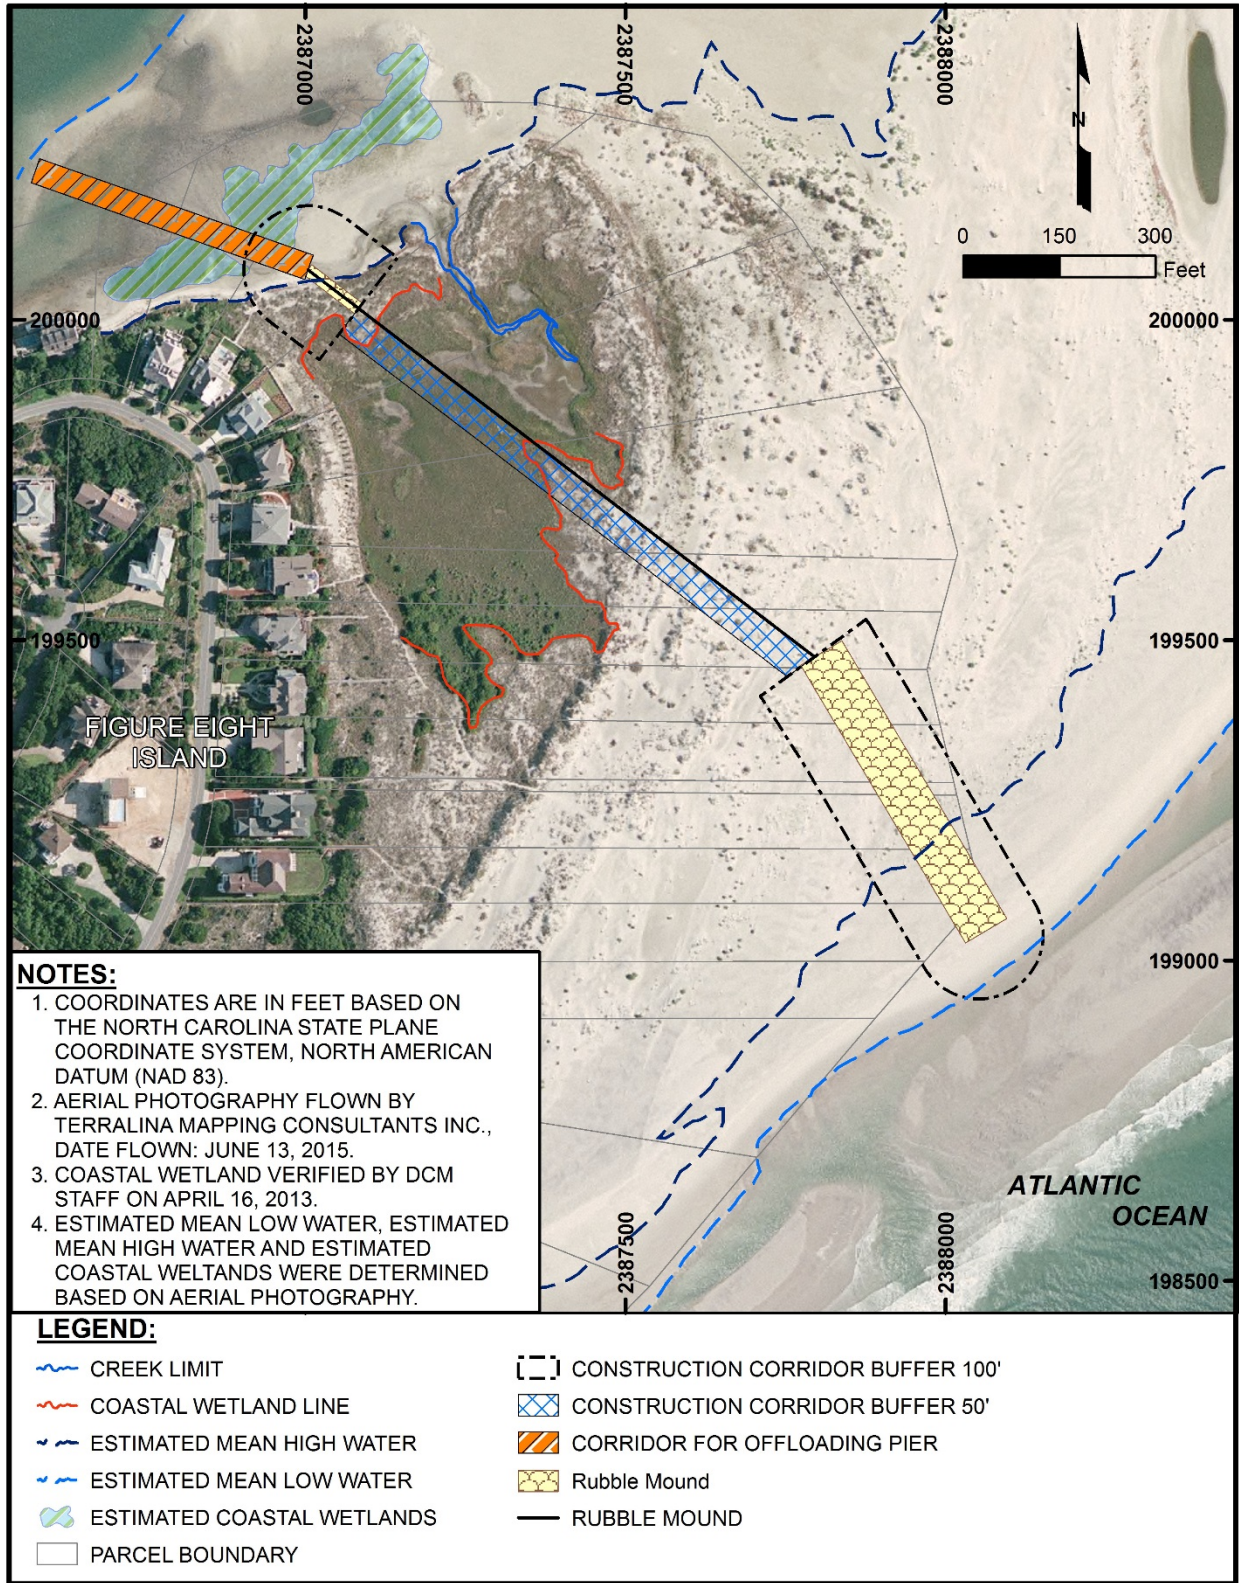 2387000
2387500
2388000
N
0 150 300
Feet
200000
200000
199500
199500
FIGURE EIGHT
ISLAND
199000
NOTES:
1. COORDINATES ARE IN FEET BASED ON
THE NORTH CAROLINA STATE PLANE
COORDINATE SYSTEM, NORTH AMERICAN
DATUM (NAD 83).
2. AERIAL PHOTOGRAPHY FLOWN BY
TERRALINA MAPPING CONSULTANTS INC.,
DATE FLOWN: JUNE 13, 2015.
3. COASTAL WETLAND VERIFIED BY DCM
STAFF ON APRIL 16, 2013.
4. ESTIMATED MEAN LOW WATER, ESTIMATED
MEAN HIGH WATER AND ESTIMATED
COASTAL WELTANDS WERE DETERMINED
BASED ON AERIAL PHOTOGRAPHY.
ATLANTIC
OCEAN
2387500
2388000
198500
LEGEND:
CREEK LIMIT
COASTAL WETLAND LINE
ESTIMATED MEAN HIGH WATER
ESTIMATED MEAN LOW WATER
ESTIMATED COASTAL WETLANDS
PARCEL BOUNDARY
CONSTRUCTION CORRIDOR BUFFER 100'
CONSTRUCTION CORRIDOR BUFFER 50'
CORRIDOR FOR OFFLOADING PIER
Rubble Mound
RUBBLE MOUND